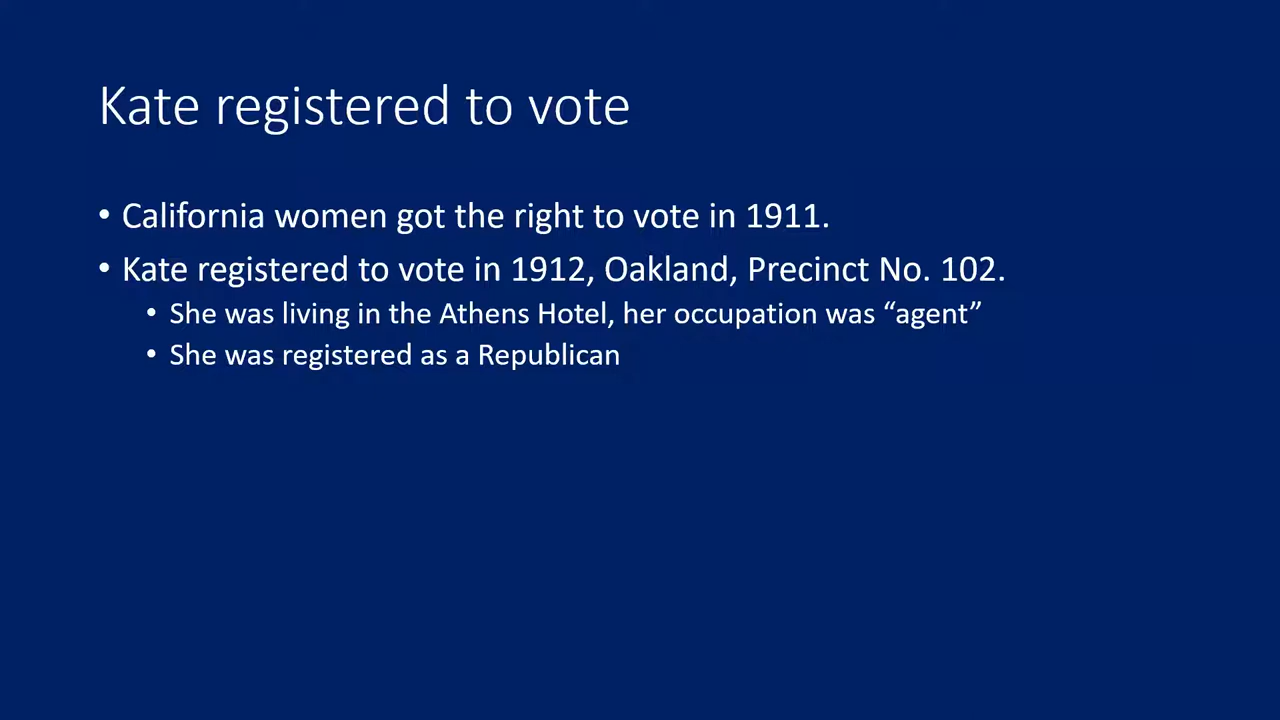 Kate registered to vote
• California women got the right to vote in 1911.
• Kate registered to vote in 1912, Oakland, Precinct No. 102.
• She was living in the Athens Hotel, her occupation was “agent”
• She was registered as a Republican